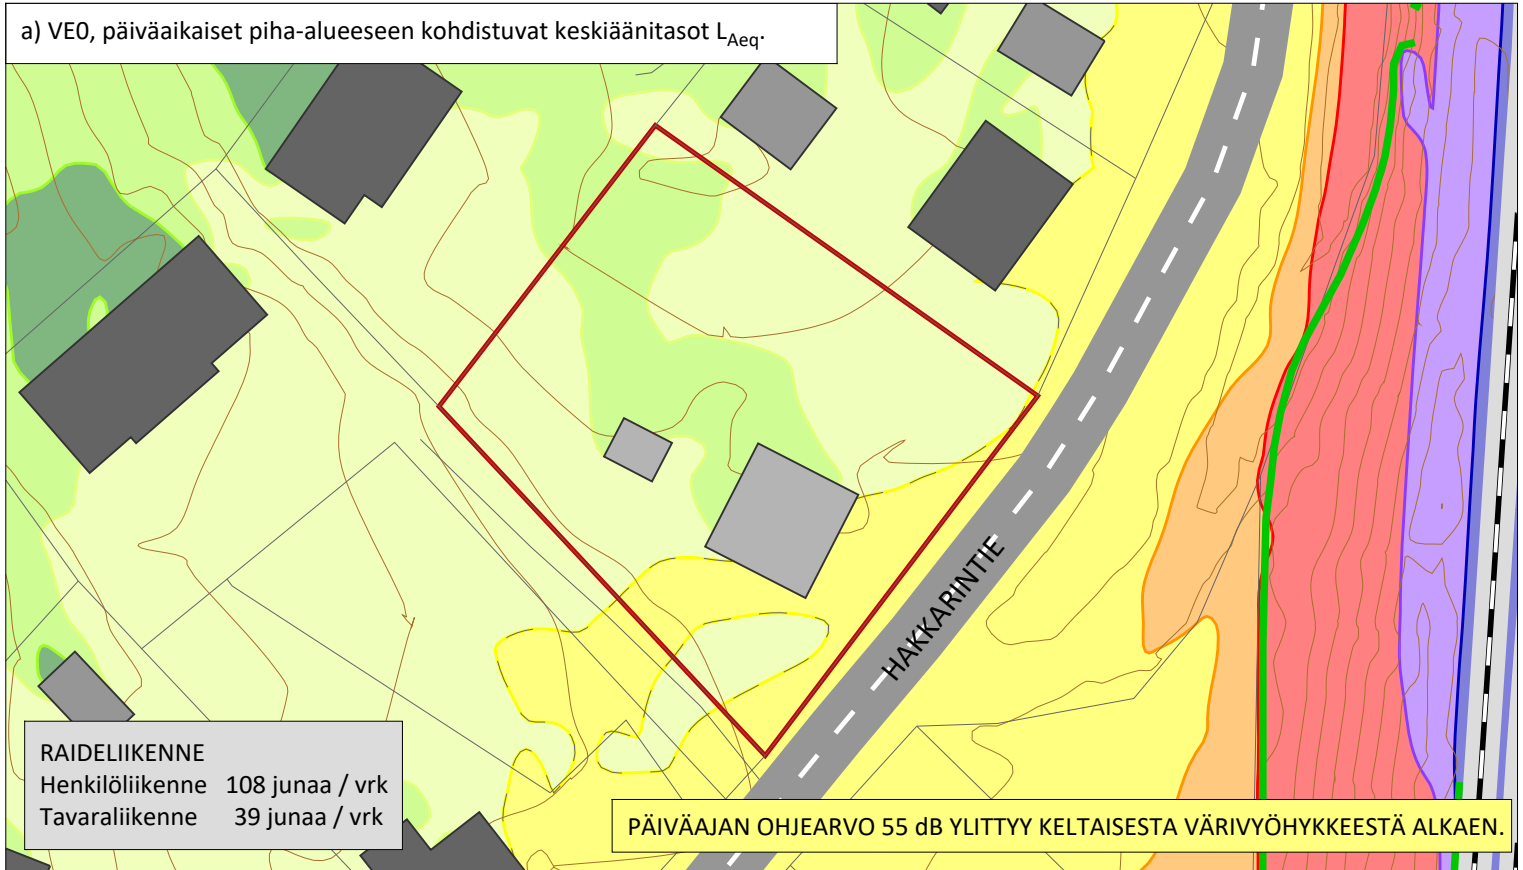 a) VE0, päiväaikaiset piha-alueeseen kohdistuvat keskiäänitasot LAeq.
HAKKARINTIE
RAIDELIIKENNE
Henkilöliikenne 108 junaa / vrk
Tavaraliikenne 39 junaa / vrk
PÄIVÄAJAN OHJEARVO 55 dB YLITTYY KELTAISESTA VÄRIVYÖHYKKEESTÄ ALKAEN.